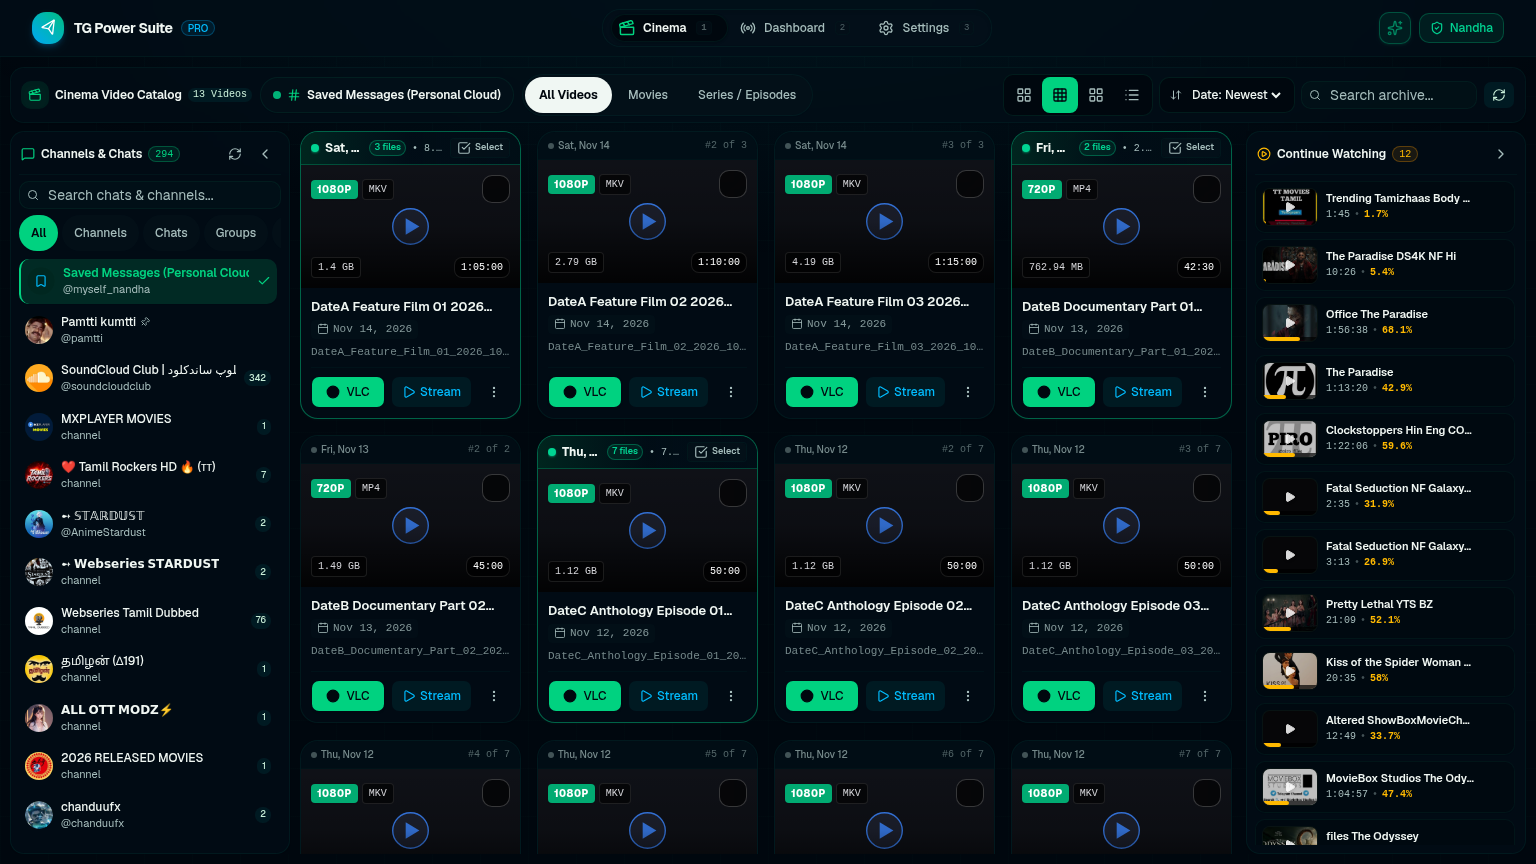 TG Power Suite PRO
Cinema 1
Dashboard 2
Settings 3
Nandha
Cinema Video Catalog 13 Videos
# Saved Messages (Personal Cloud)
All Videos
Movies
Series / Episodes
Date: Newest
Search archive...
Channels & Chats 294
Search chats & channels...
All
Channels
Chats
Groups
Saved Messages (Personal Cloud
@myself_nandha
Pamtti kumtti
@pamtti
SoundCloud Club | لوپ ساندکلود
@soundcloudclub
342
MXPLAYER MOVIES
channel
1
❤️ Tamil Rockers HD 🔥 (тт)
channel
7
➻ 𝕊𝕋𝔸ℝ𝔻𝕌𝕊𝕋
@AnimeStardust
2
➻ Webseries STARDUST
channel
2
Webseries Tamil Dubbed
channel
76
தமிழன் (Δ191)
channel
1
ALL OTT MODZ⚡
channel
1
2026 RELEASED MOVIES
channel
1
chanduufx
@chanduufx
2
Sat, ... 3 files • 8.... Select
1080P MKV
1.4 GB 1:05:00
DateA Feature Film 01 2026...
Nov 14, 2026
DateA_Feature_Film_01_2026_10...
VLC Stream
Sat, Nov 14 #2 of 3
1080P MKV
2.79 GB 1:10:00
DateA Feature Film 02 2026...
Nov 14, 2026
DateA_Feature_Film_02_2026_10...
VLC Stream
Sat, Nov 14 #3 of 3
1080P MKV
4.19 GB 1:15:00
DateA Feature Film 03 2026...
Nov 14, 2026
DateA_Feature_Film_03_2026_10...
VLC Stream
Fri, ... 2 files • 2.... Select
720P MP4
762.94 MB 42:30
DateB Documentary Part 01...
Nov 13, 2026
DateB_Documentary_Part_01_202...
VLC Stream
Fri, Nov 13 #2 of 2
720P MP4
1.49 GB 45:00
DateB Documentary Part 02...
Nov 13, 2026
DateB_Documentary_Part_02_202...
VLC Stream
Thu, ... 7 files • 7.... Select
1080P MKV
1.12 GB 50:00
DateC Anthology Episode 01...
Nov 12, 2026
DateC_Anthology_Episode_01_20...
VLC Stream
Thu, Nov 12 #2 of 7
1080P MKV
1.12 GB 50:00
DateC Anthology Episode 02...
Nov 12, 2026
DateC_Anthology_Episode_02_20...
VLC Stream
Thu, Nov 12 #3 of 7
1080P MKV
1.12 GB 50:00
DateC Anthology Episode 03...
Nov 12, 2026
DateC_Anthology_Episode_03_20...
VLC Stream
Thu, Nov 12 #4 of 7
1080P MKV
Thu, Nov 12 #5 of 7
1080P MKV
Thu, Nov 12 #6 of 7
1080P MKV
Thu, Nov 12 #7 of 7
1080P MKV
Continue Watching 12
TT MOVIES
TAMIL
Trending Tamizhaas Body ...
1:45 • 1.7%
The Paradise DS4K NF Hi
10:26 • 5.4%
Office The Paradise
1:56:38 • 68.1%
The Paradise
1:13:20 • 42.9%
Clockstoppers Hin Eng CO...
1:22:06 • 59.6%
Fatal Seduction NF Galaxy...
2:35 • 31.9%
Fatal Seduction NF Galaxy...
3:13 • 26.9%
Pretty Lethal YTS BZ
21:09 • 52.1%
Kiss of the Spider Woman ...
20:35 • 58%
Altered ShowBoxMovieCh...
12:49 • 33.7%
MovieBox Studios The Ody...
1:04:57 • 47.4%
files The Odyssey